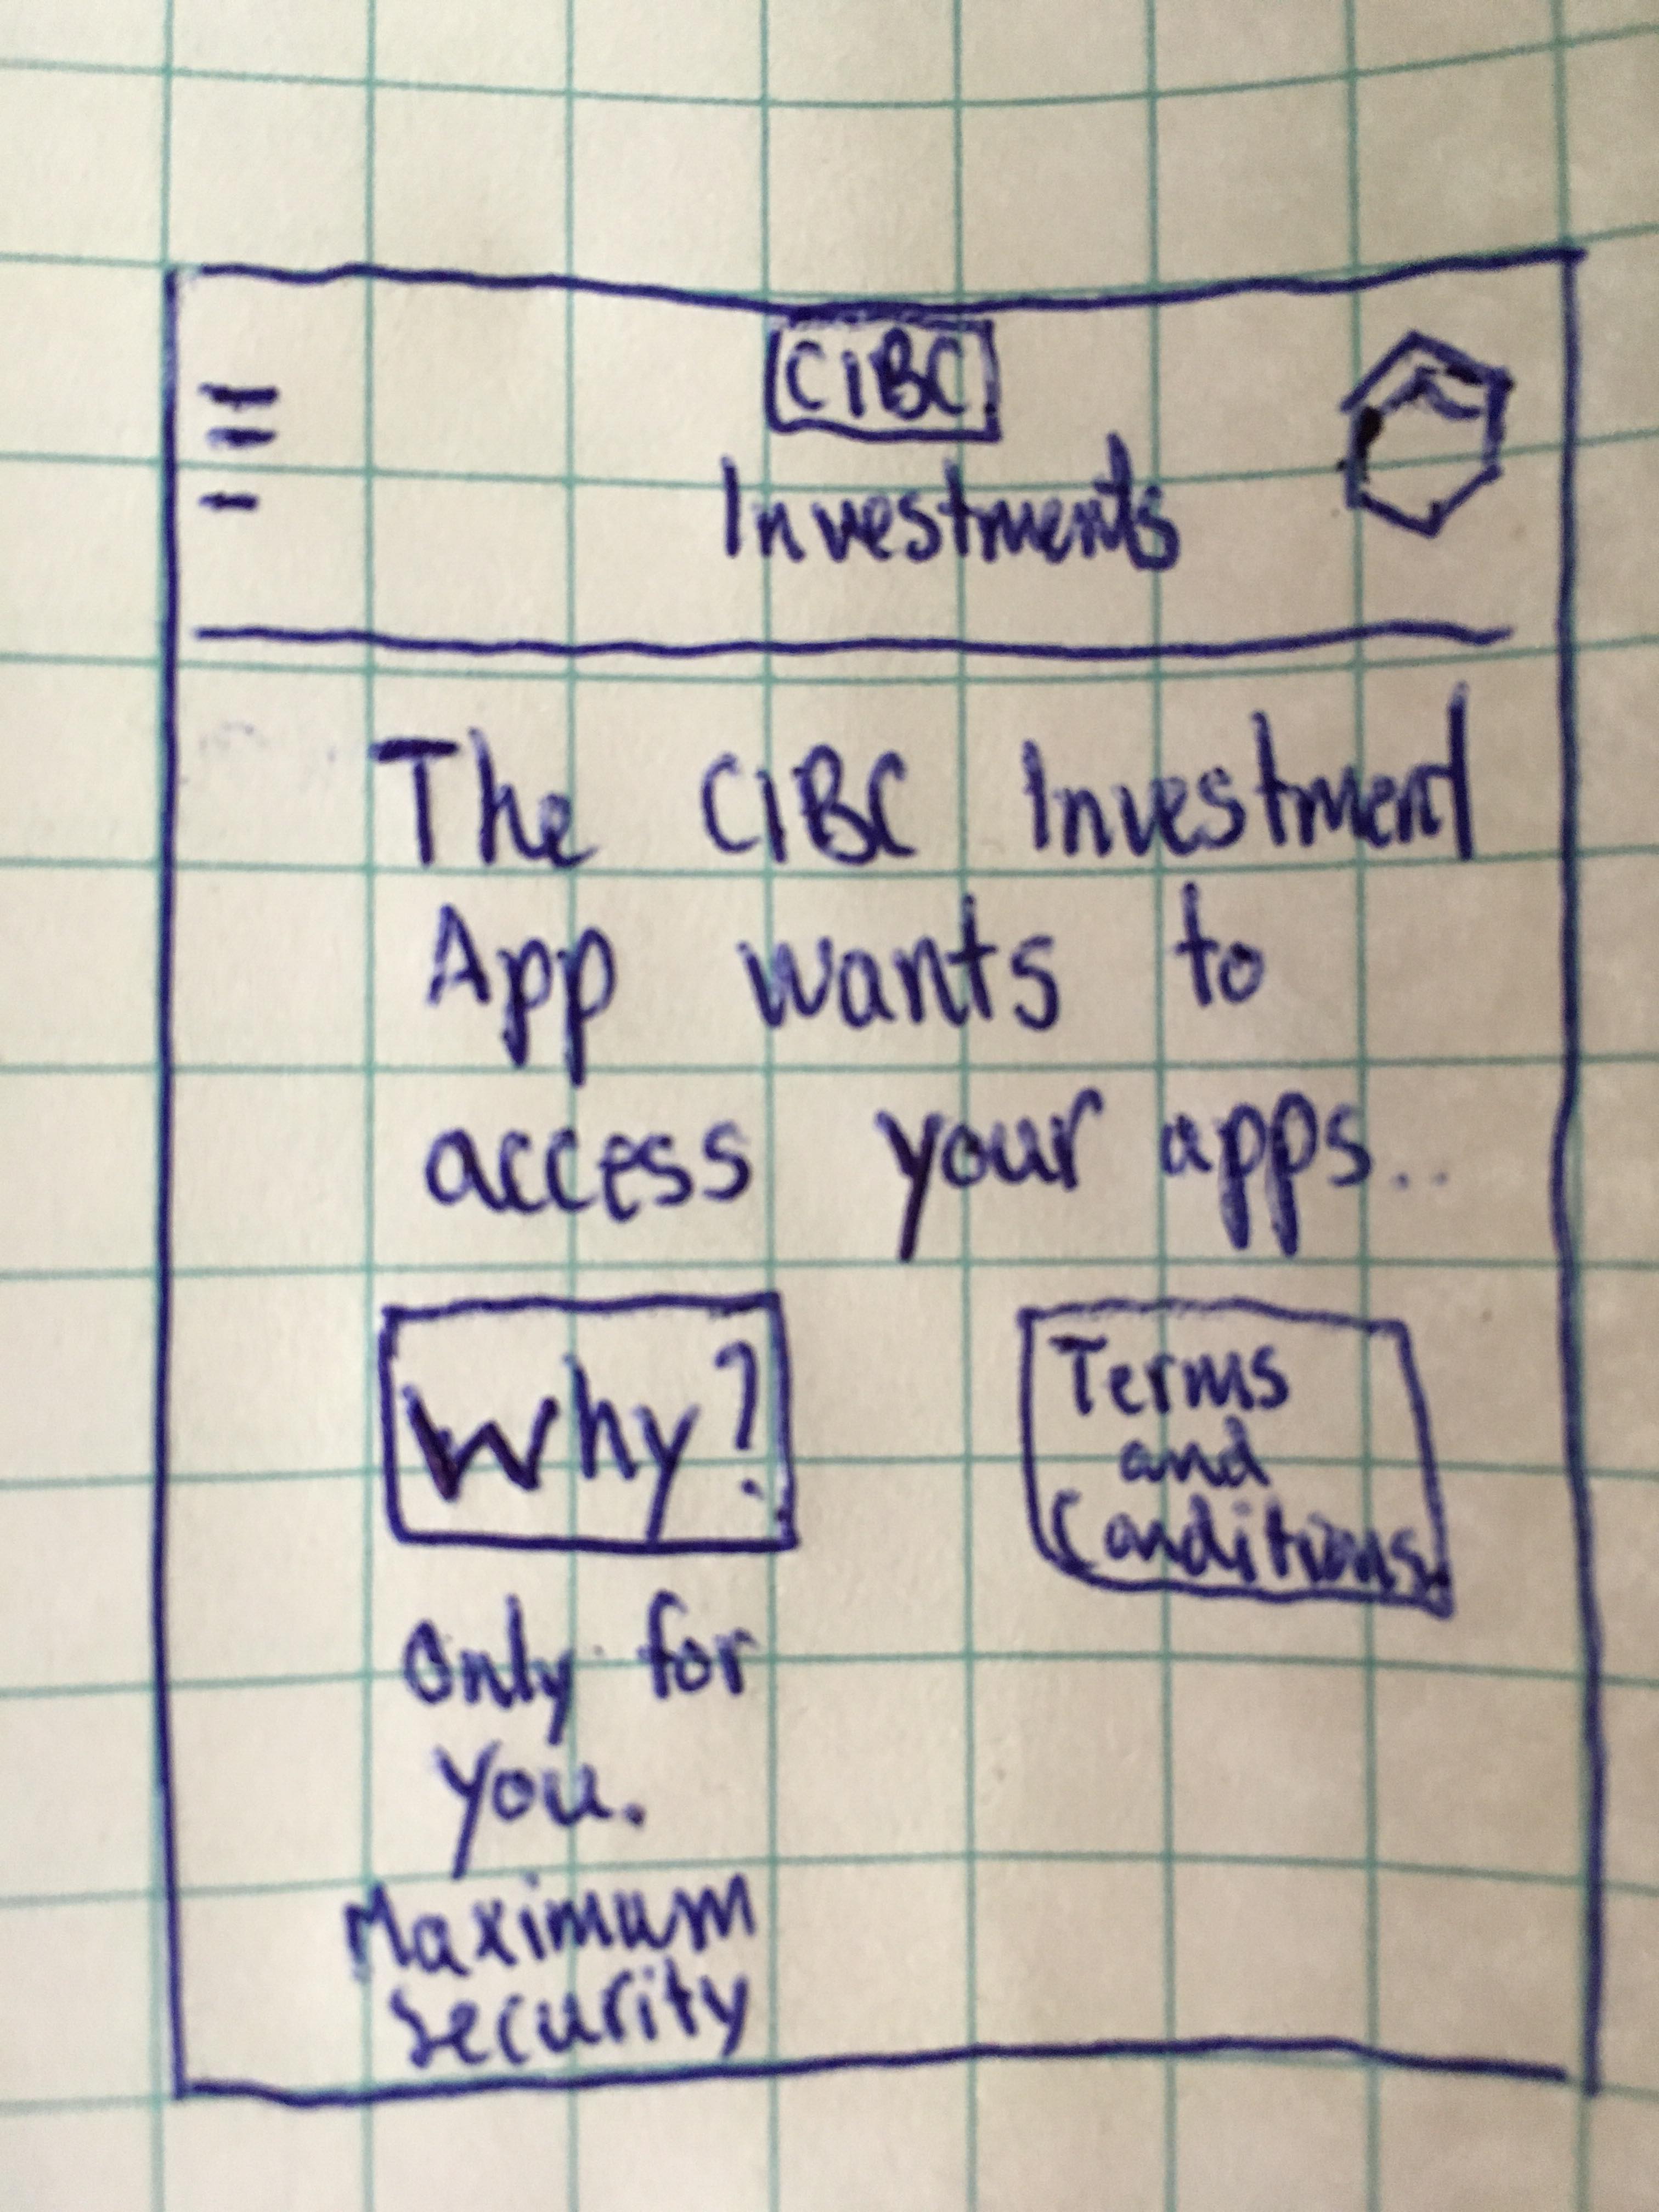 CIBC
Investments
The CIBC Investment
App wants to
access your apps...
Why?
Terms
and
Conditions
Only for
you.
Maximum
Security